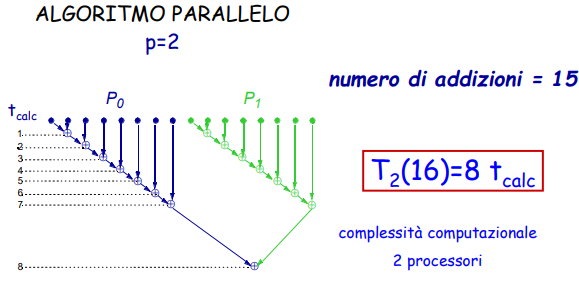 ALGORITMO PARALLELO
p=2
numero di addizioni = 15
P0 P1
tcalc
1
2
3
4
5
6
7
8
T2(16)=8 tcalc
complessità computazionale
2 processori